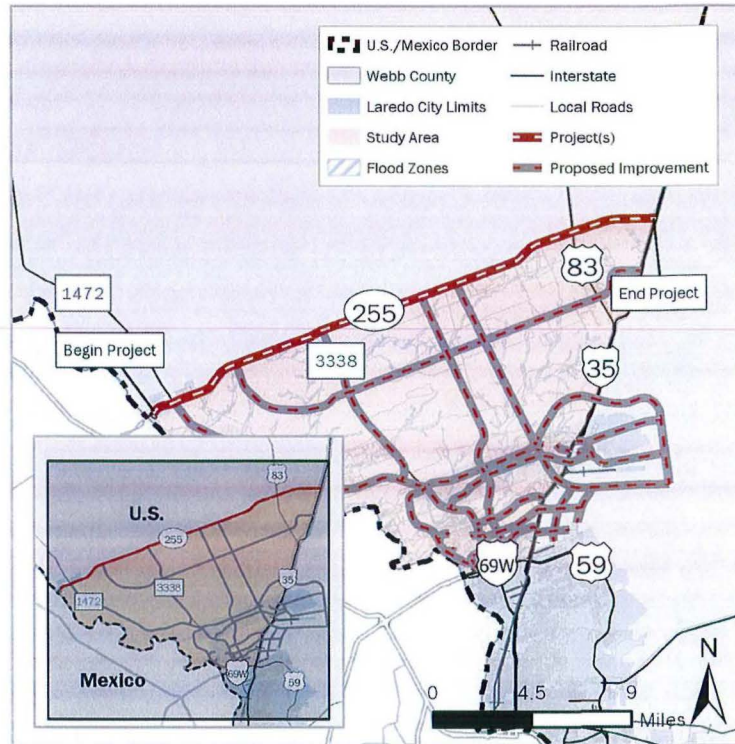 U.S./Mexico Border
Railroad
Webb County
Interstate
Laredo City Limits
Local Roads
Study Area
Project(s)
Flood Zones
Proposed Improvement
83
1472
End Project
255
Begin Project
3338
35
83
U.S.
255
35
3338
1472
69W
59
69W
59
Mexico
N
0
4.5
9
Miles